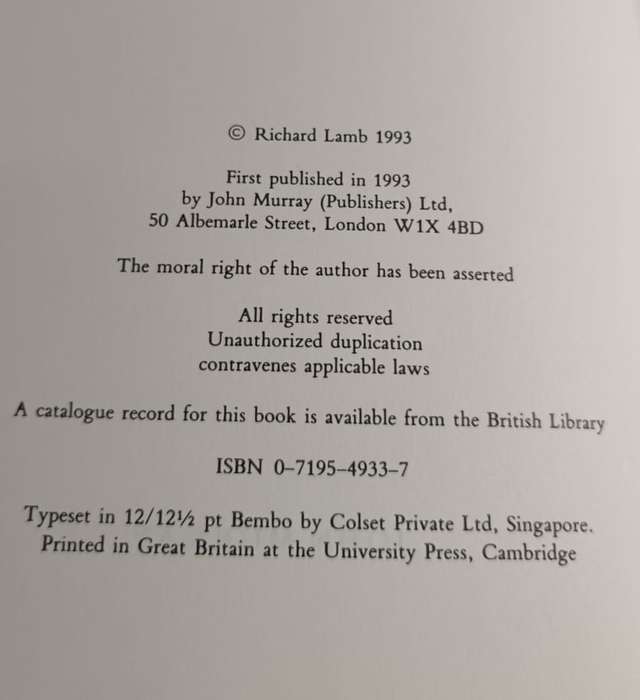 © Richard Lamb 1993
First published in 1993
by John Murray (Publishers) Ltd,
50 Albemarle Street, London W1X 4BD
The moral right of the author has been asserted
All rights reserved
Unauthorized duplication
contravenes applicable laws
A catalogue record for this book is available from the British Library
ISBN 0–7195–4933–7
Typeset in 12/12½ pt Bembo by Colset Private Ltd, Singapore.
Printed in Great Britain at the University Press, Cambridge